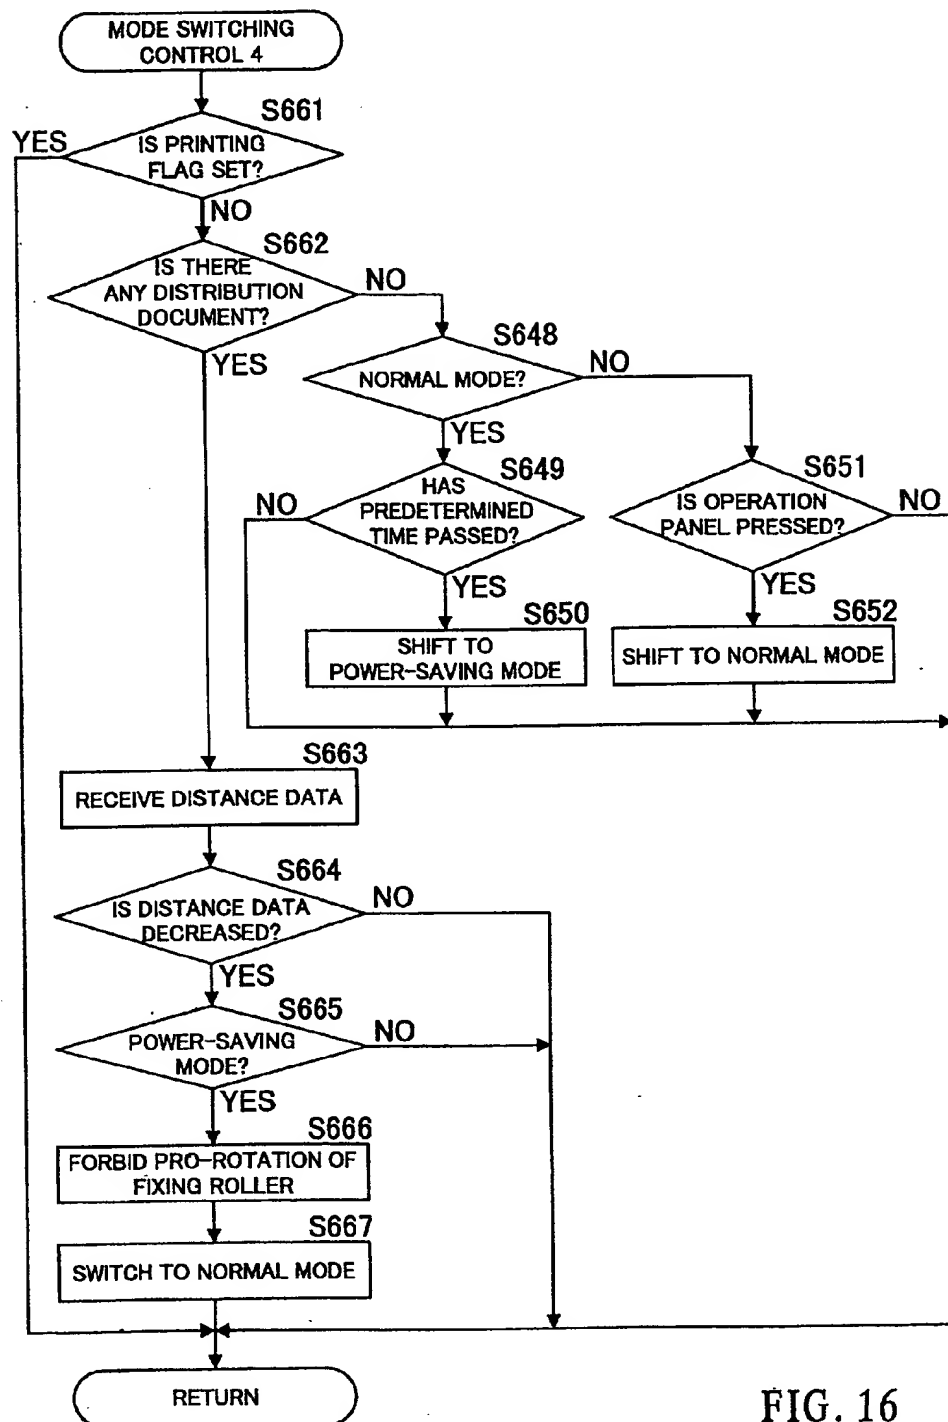 MODE SWITCHING
CONTROL 4
S661
YES
IS PRINTING
FLAG SET?
NO
S662
IS THERE
ANY DISTRIBUTION
DOCUMENT?
NO
YES
S648
NORMAL MODE?
NO
YES
S649
HAS
PREDETERMINED
TIME PASSED?
NO
YES
S651
IS OPERATION
PANEL PRESSED?
NO
YES
S650
SHIFT TO
POWER-SAVING MODE
S652
SHIFT TO NORMAL MODE
S663
RECEIVE DISTANCE DATA
S664
IS DISTANCE DATA
DECREASED?
NO
YES
S665
POWER-SAVING
MODE?
NO
YES
S666
FORBID PRO-ROTATION OF
FIXING ROLLER
S667
SWITCH TO NORMAL MODE
RETURN
FIG. 16